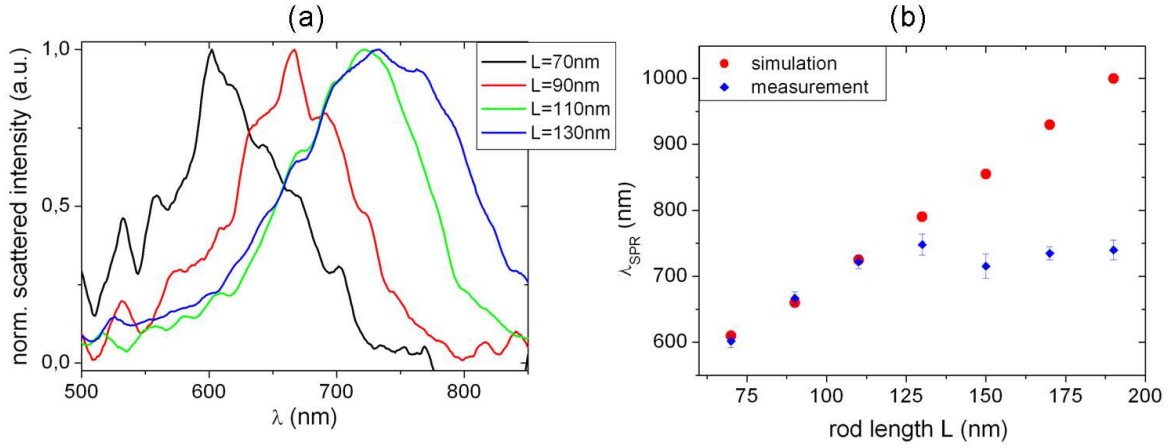 (a)
norm. scattered intensity (a.u.)
1,0
0,5
0,0
500
600
700
800
λ (nm)
L=70nm
L=90nm
L=110nm
L=130nm
(b)
λSPR (nm)
1000
900
800
700
600
simulation
measurement
75
100
125
150
175
200
rod length L (nm)